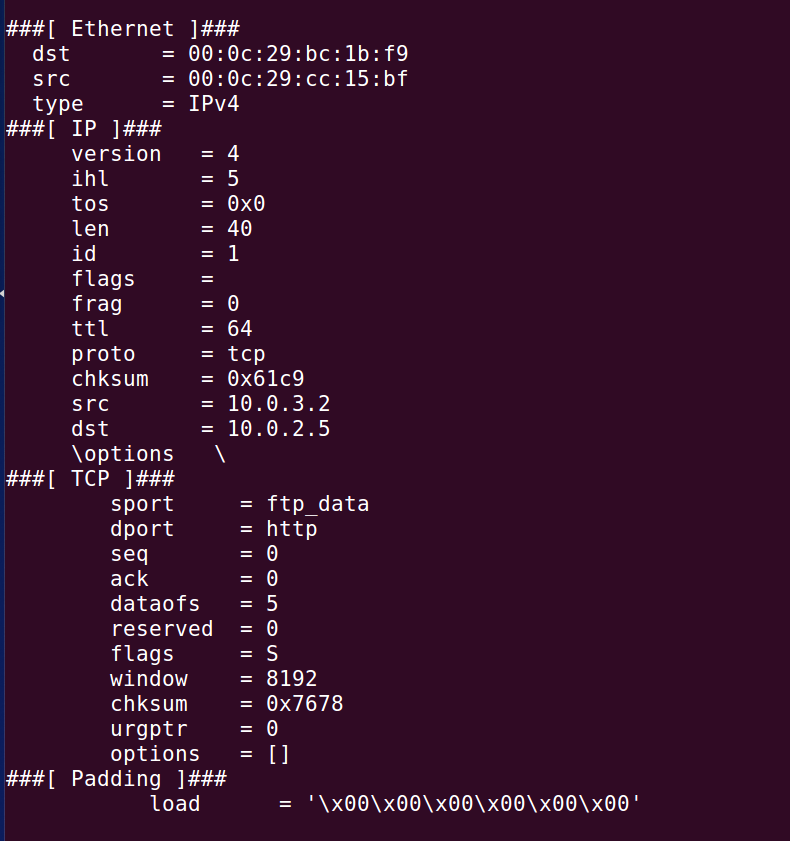 ###[ Ethernet ]###
  dst       = 00:0c:29:bc:1b:f9
  src       = 00:0c:29:cc:15:bf
  type      = IPv4
###[ IP ]###
     version   = 4
     ihl       = 5
     tos       = 0x0
     len       = 40
     id        = 1
     flags     =
     frag      = 0
     ttl       = 64
     proto     = tcp
     chksum    = 0x61c9
     src       = 10.0.3.2
     dst       = 10.0.2.5
     \options   \
###[ TCP ]###
        sport     = ftp_data
        dport     = http
        seq       = 0
        ack       = 0
        dataofs   = 5
        reserved  = 0
        flags     = S
        window    = 8192
        chksum    = 0x7678
        urgptr    = 0
        options   = []
###[ Padding ]###
           load      = '\x00\x00\x00\x00\x00\x00'